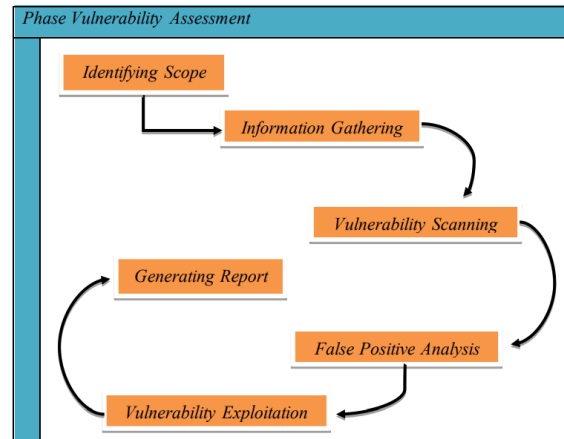 Phase Vulnerability Assessment
Identifying Scope
Information Gathering
Vulnerability Scanning
Generating Report
False Positive Analysis
Vulnerability Exploitation